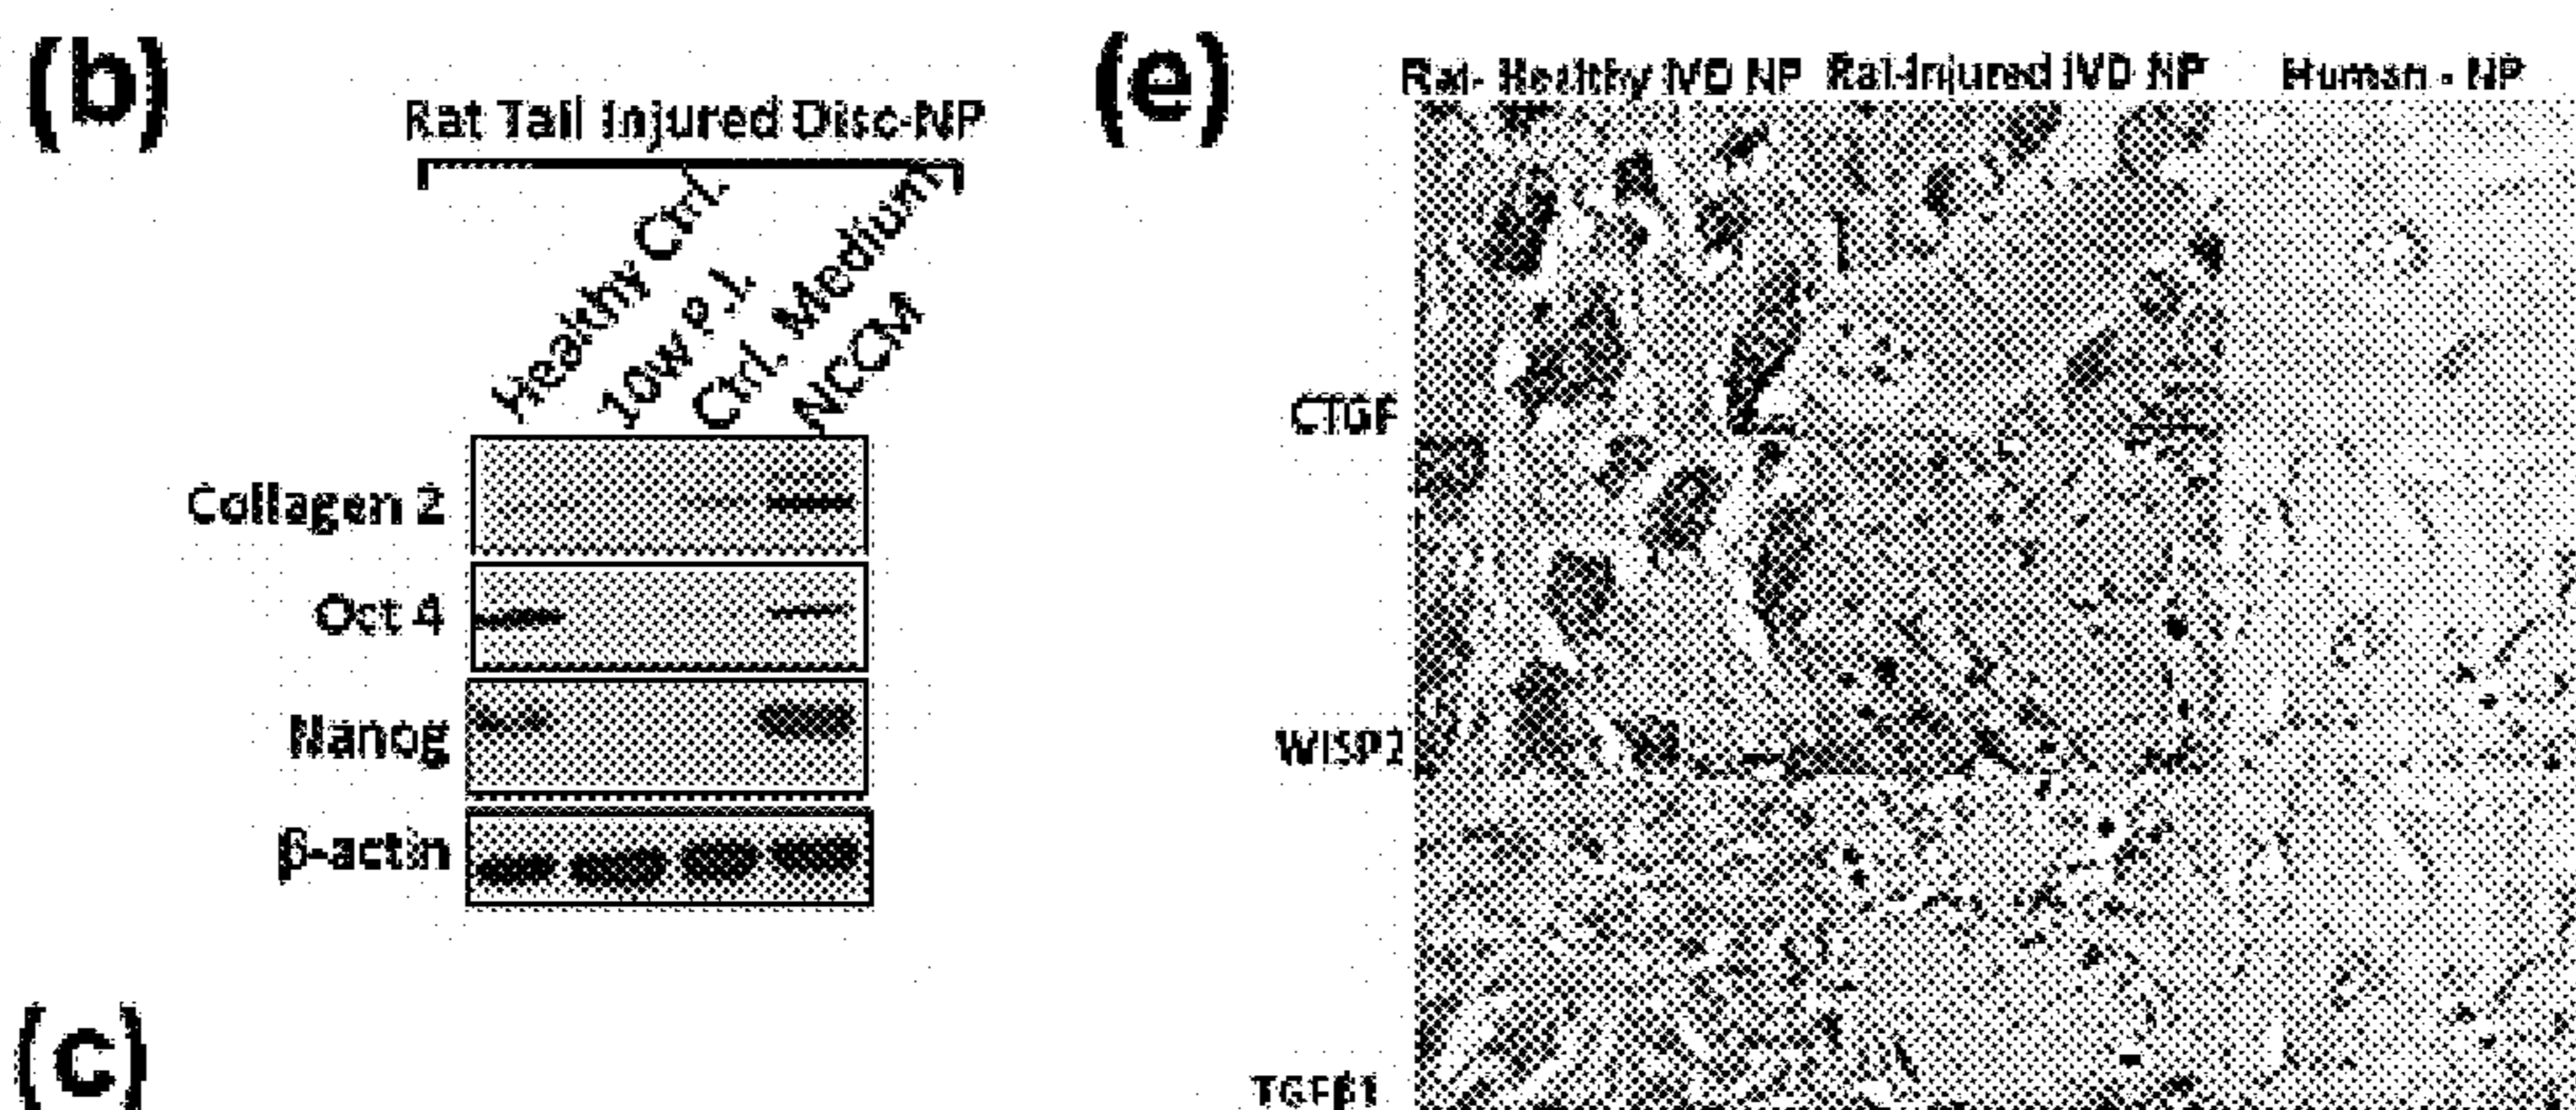 (b)
Rat Tail Injured Disc-NP
Healthy Ctrl.
10w P.I.
Ctrl. Medium
NCCM
Collagen 2
Oct 4
Nanog
β-actin
(c)
(e)
Rat- Healthy IVD NP Rat-Injured IVD NP Human - NP
CTGF
WISP2
TGFβ1